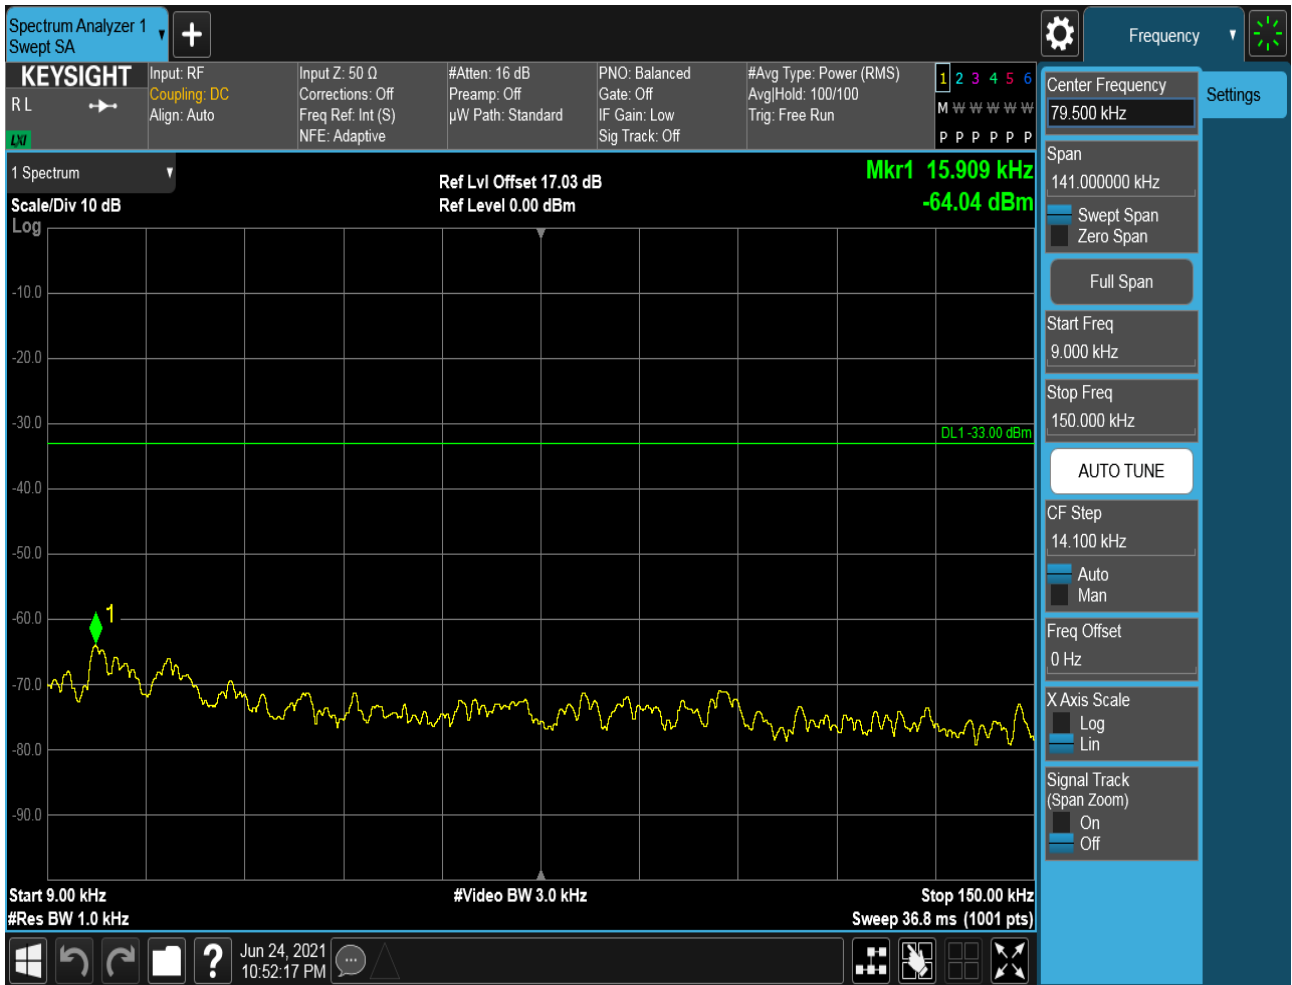 Spectrum Analyzer 1
Swept SA
+
Frequency
KEYSIGHT
R L
LXI
Input: RF
Coupling: DC
Align: Auto
Input Z: 50 Ω
Corrections: Off
Freq Ref: Int (S)
NFE: Adaptive
#Atten: 16 dB
Preamp: Off
µW Path: Standard
PNO: Balanced
Gate: Off
IF Gain: Low
Sig Track: Off
#Avg Type: Power (RMS)
Avg|Hold: 100/100
Trig: Free Run
1 2 3 4 5 6
M W W W W W
P P P P P P
1 Spectrum
Scale/Div 10 dB
Log
Ref Lvl Offset 17.03 dB
Ref Level 0.00 dBm
Mkr1 15.909 kHz
-64.04 dBm
-10.0
-20.0
-30.0
DL1 -33.00 dBm
-40.0
-50.0
-60.0
1
-70.0
-80.0
-90.0
Start 9.00 kHz
#Res BW 1.0 kHz
#Video BW 3.0 kHz
Stop 150.00 kHz
Sweep 36.8 ms (1001 pts)
?
Jun 24, 2021
10:52:17 PM
Center Frequency
79.500 kHz
Settings
Span
141.000000 kHz
Swept Span
Zero Span
Full Span
Start Freq
9.000 kHz
Stop Freq
150.000 kHz
AUTO TUNE
CF Step
14.100 kHz
Auto
Man
Freq Offset
0 Hz
X Axis Scale
Log
Lin
Signal Track
(Span Zoom)
On
Off